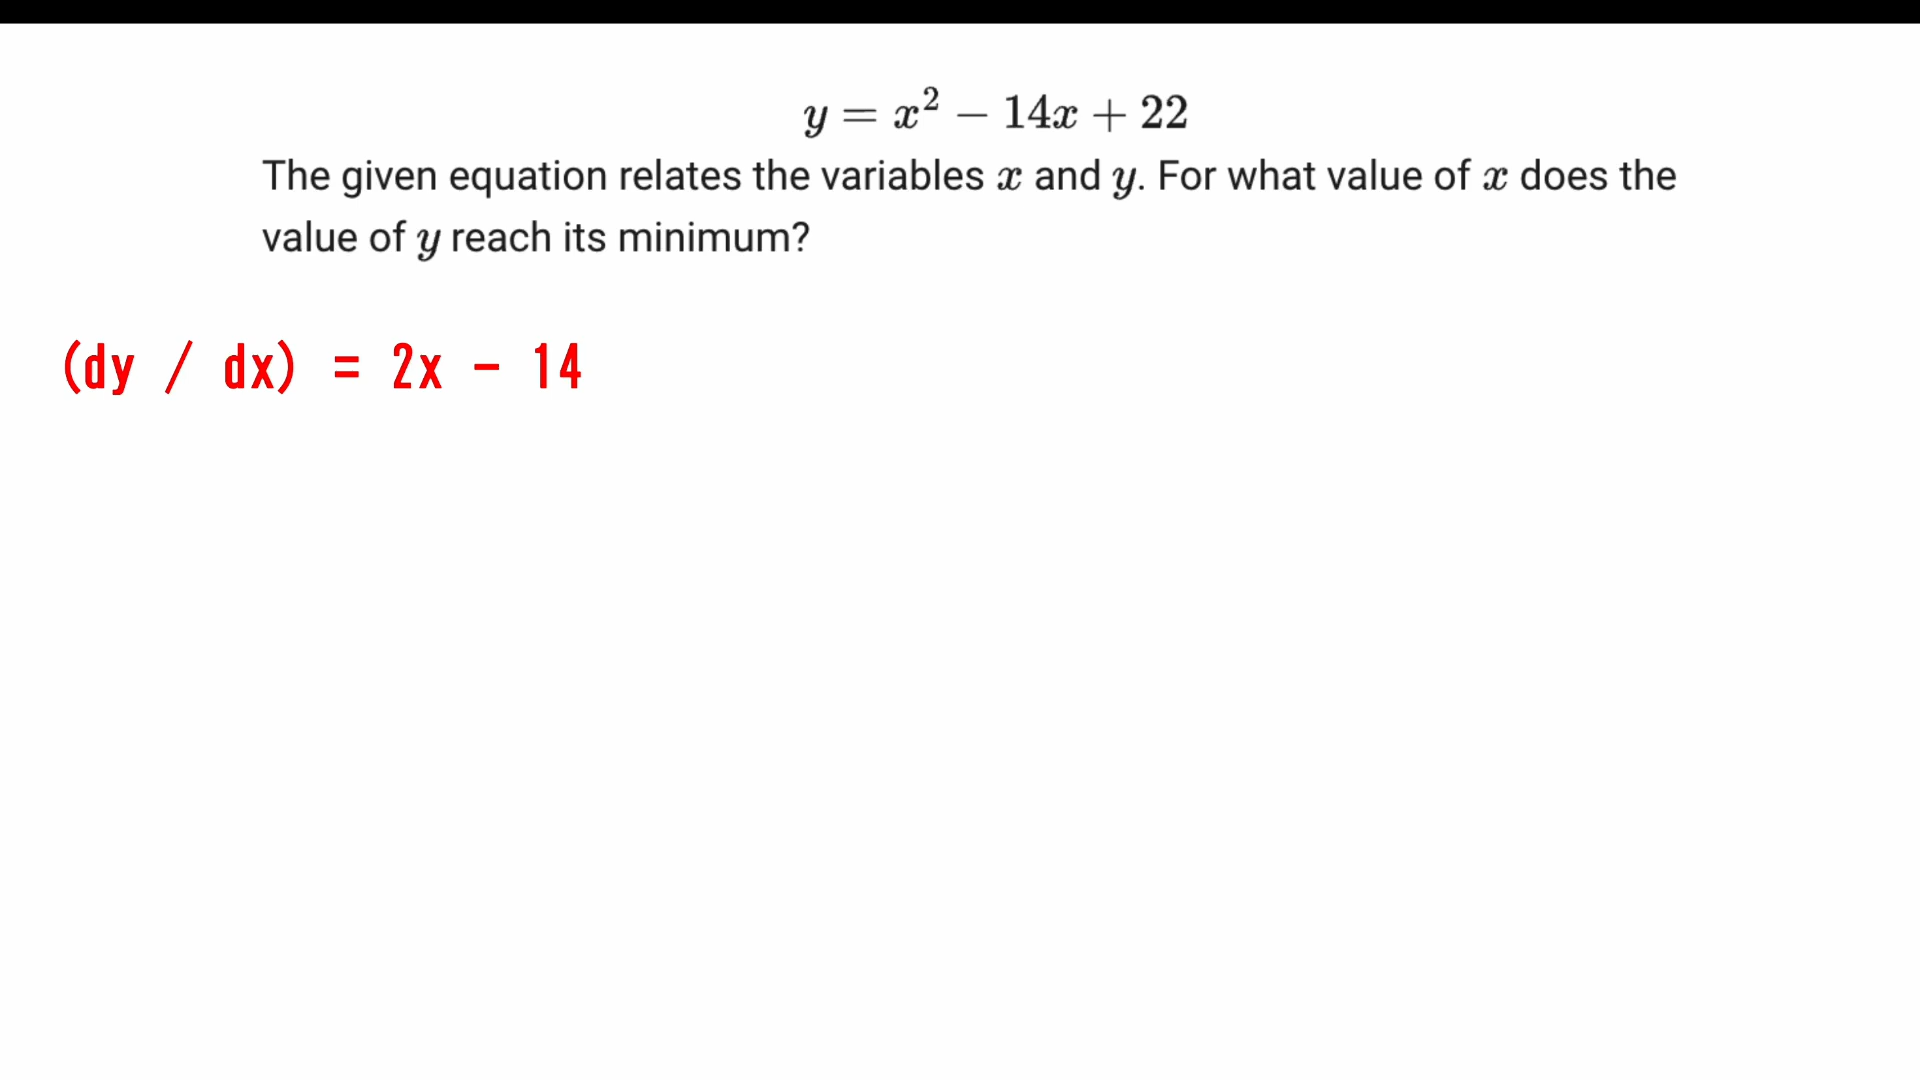 y = x² − 14x + 22
The given equation relates the variables x and y. For what value of x does the
value of y reach its minimum?
(dy / dx) = 2x - 14